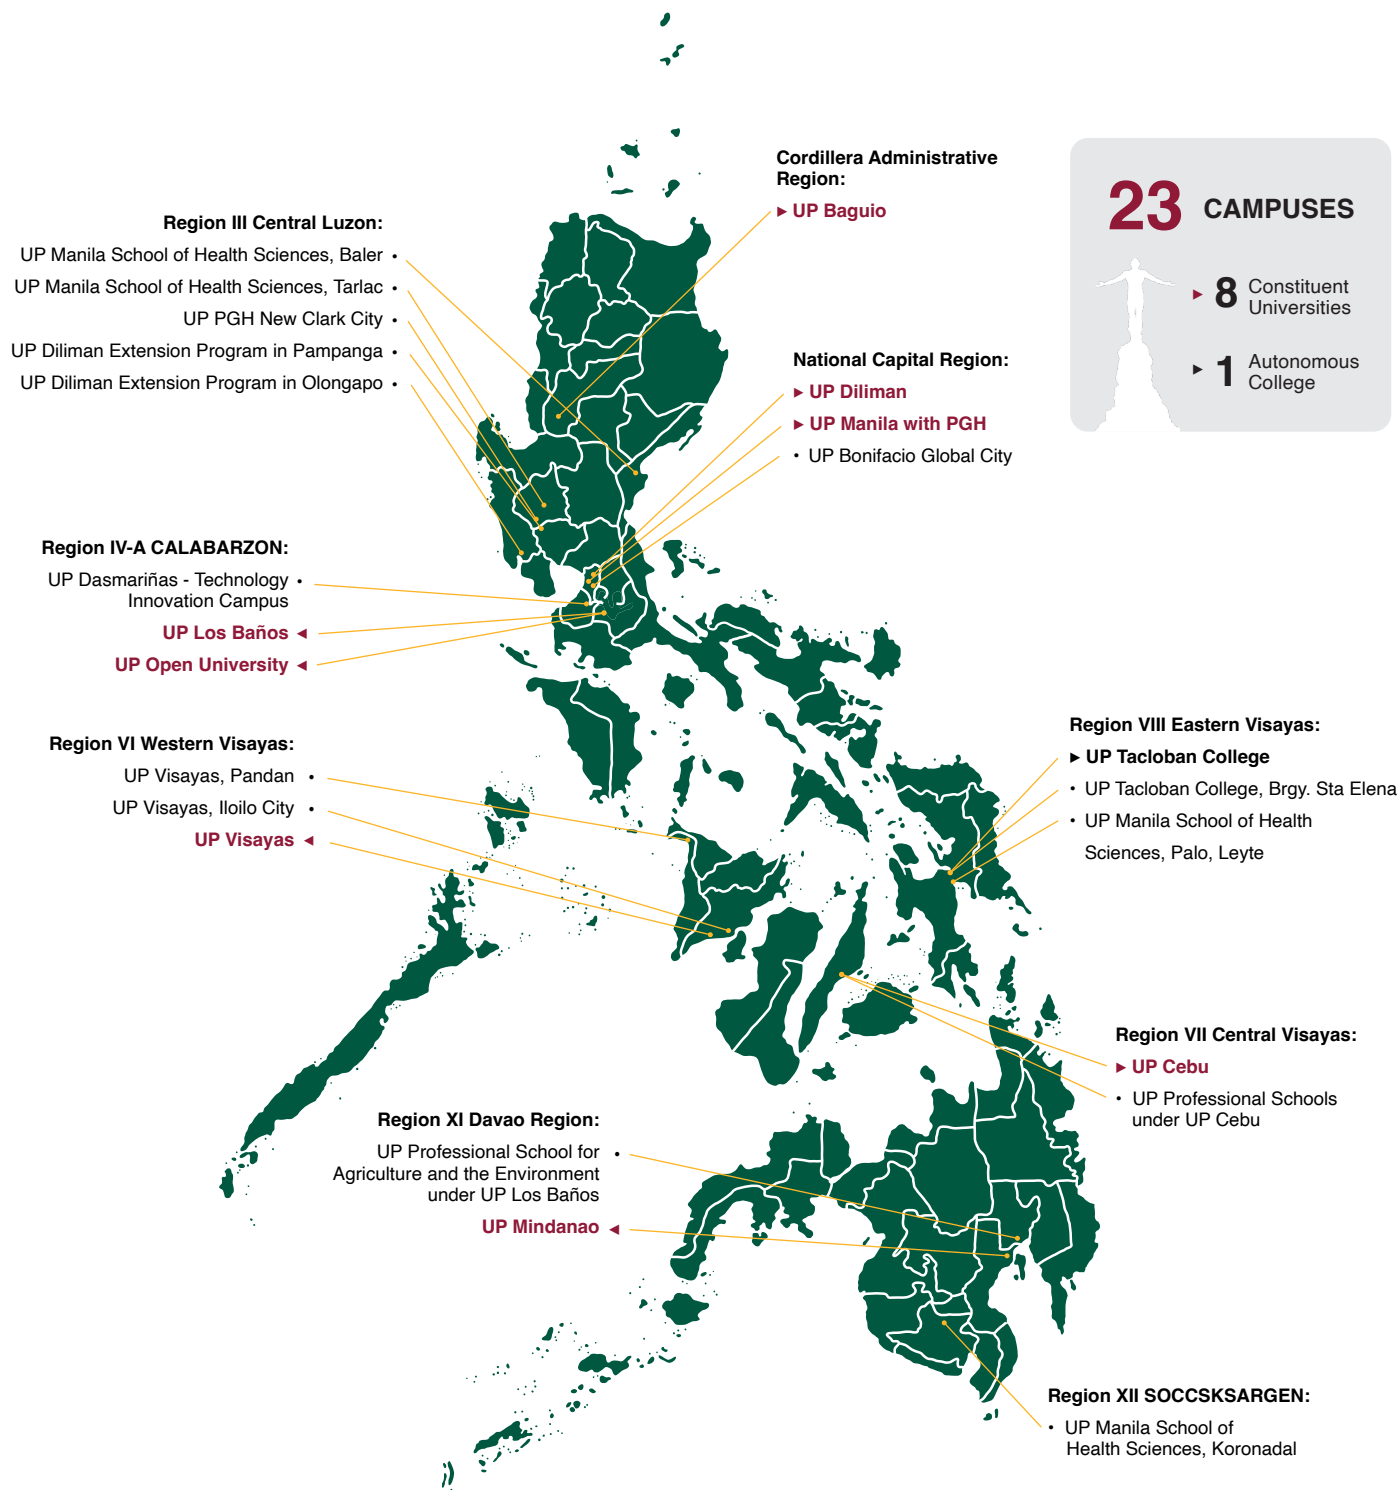 Cordillera Administrative
Region:
► UP Baguio
23 CAMPUSES
► 8 Constituent
Universities
► 1 Autonomous
College
Region III Central Luzon:
UP Manila School of Health Sciences, Baler •
UP Manila School of Health Sciences, Tarlac •
UP PGH New Clark City •
UP Diliman Extension Program in Pampanga •
UP Diliman Extension Program in Olongapo •
National Capital Region:
► UP Diliman
► UP Manila with PGH
• UP Bonifacio Global City
Region IV-A CALABARZON:
UP Dasmariñas - Technology •
Innovation Campus
UP Los Baños ◄
UP Open University ◄
Region VI Western Visayas:
UP Visayas, Pandan •
UP Visayas, Iloilo City •
UP Visayas ◄
Region VIII Eastern Visayas:
► UP Tacloban College
• UP Tacloban College, Brgy. Sta Elena
• UP Manila School of Health
Sciences, Palo, Leyte
Region VII Central Visayas:
► UP Cebu
• UP Professional Schools
under UP Cebu
Region XI Davao Region:
UP Professional School for •
Agriculture and the Environment
under UP Los Baños
UP Mindanao ◄
Region XII SOCCSKSARGEN:
• UP Manila School of
Health Sciences, Koronadal